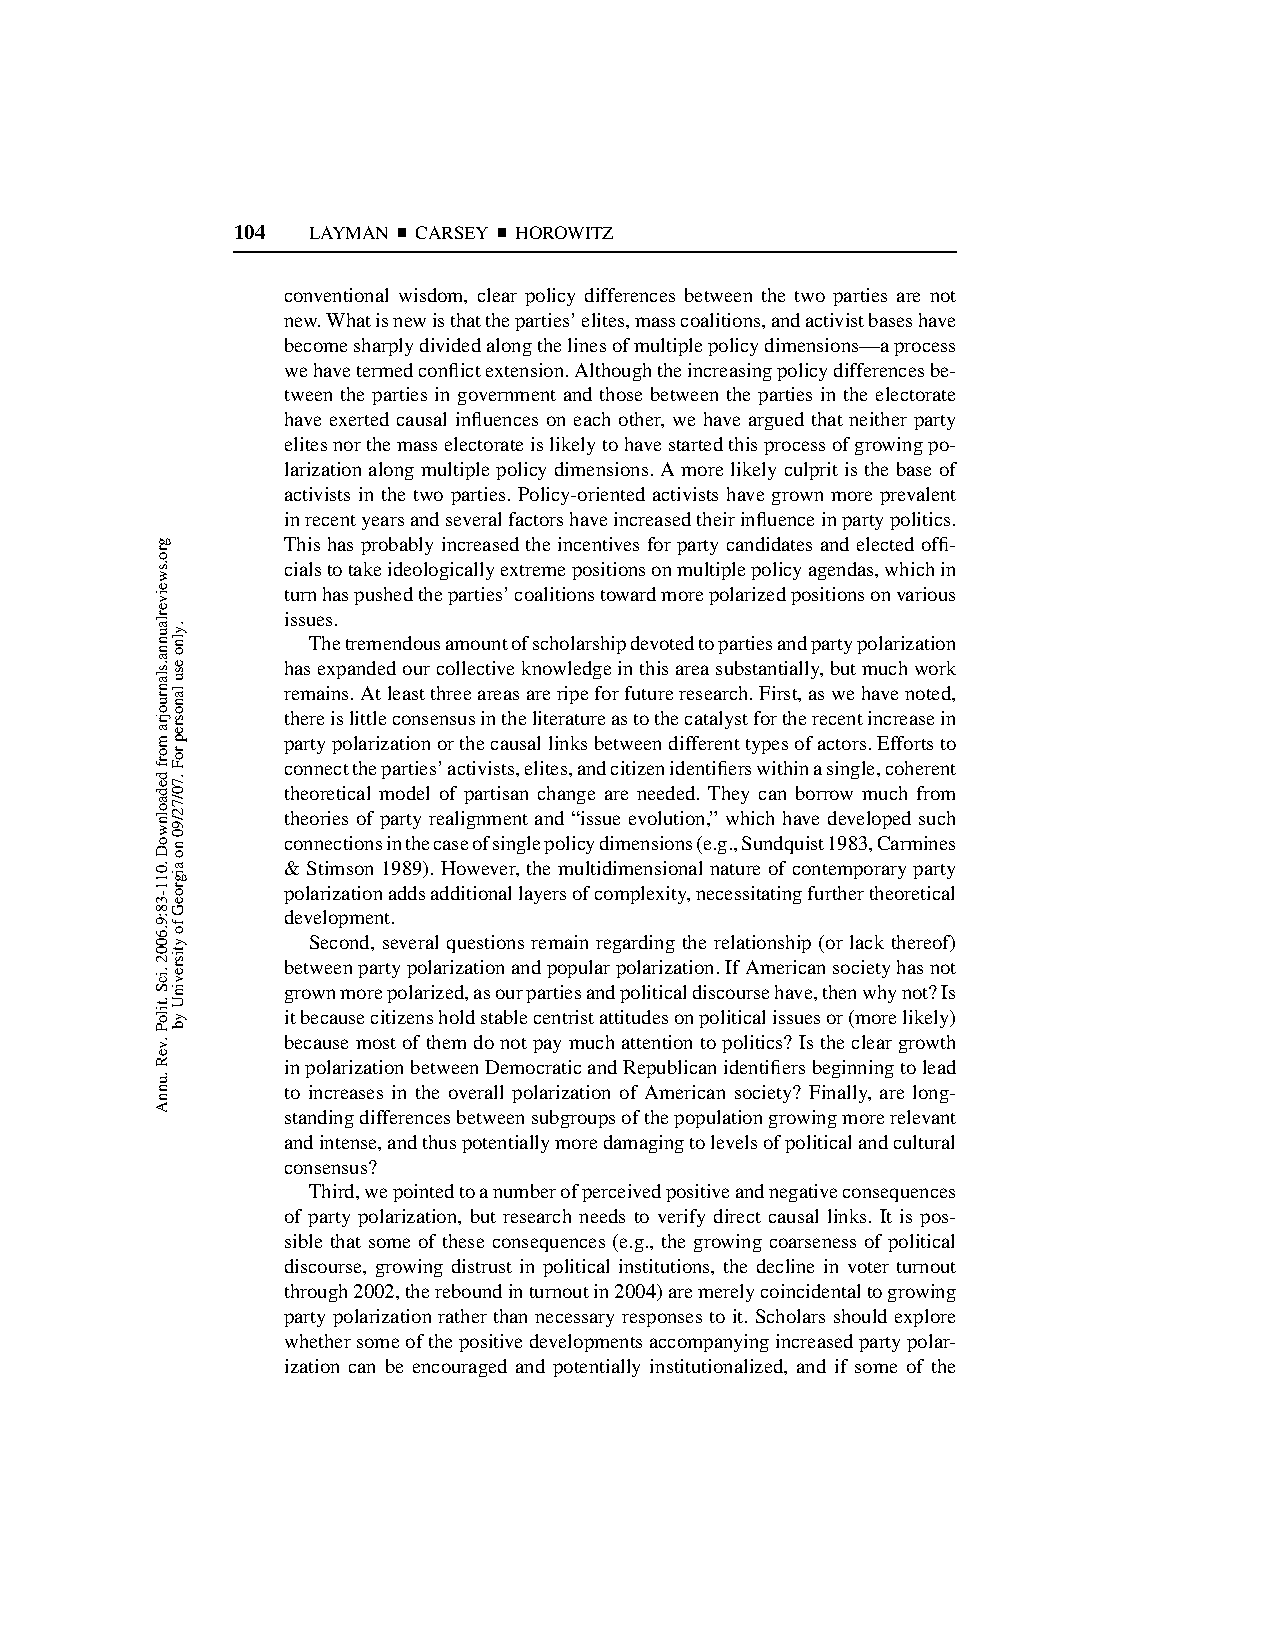 104 LAYMAN ■ CARSEY ■ HOROWITZ
conventional wisdom, clear policy differences between the two parties are not
new. What is new is that the parties’ elites, mass coalitions, and activist bases have
become sharply divided along the lines of multiple policy dimensions—a process
we have termed conflict extension. Although the increasing policy differences be-
tween the parties in government and those between the parties in the electorate
have exerted causal influences on each other, we have argued that neither party
elites nor the mass electorate is likely to have started this process of growing po-
larization along multiple policy dimensions. A more likely culprit is the base of
activists in the two parties. Policy-oriented activists have grown more prevalent
in recent years and several factors have increased their influence in party politics.
This has probably increased the incentives for party candidates and elected offi-
cials to take ideologically extreme positions on multiple policy agendas, which in
turn has pushed the parties’ coalitions toward more polarized positions on various
issues.
The tremendous amount of scholarship devoted to parties and party polarization
has expanded our collective knowledge in this area substantially, but much work
remains. At least three areas are ripe for future research. First, as we have noted,
there is little consensus in the literature as to the catalyst for the recent increase in
party polarization or the causal links between different types of actors. Efforts to
connect the parties’ activists, elites, and citizen identifiers within a single, coherent
theoretical model of partisan change are needed. They can borrow much from
theories of party realignment and “issue evolution,” which have developed such
connections in the case of single policy dimensions (e.g., Sundquist 1983, Carmines
& Stimson 1989). However, the multidimensional nature of contemporary party
polarization adds additional layers of complexity, necessitating further theoretical
development.
Second, several questions remain regarding the relationship (or lack thereof)
between party polarization and popular polarization. If American society has not
grown more polarized, as our parties and political discourse have, then why not? Is
it because citizens hold stable centrist attitudes on political issues or (more likely)
because most of them do not pay much attention to politics? Is the clear growth
in polarization between Democratic and Republican identifiers beginning to lead
to increases in the overall polarization of American society? Finally, are long-
standing differences between subgroups of the population growing more relevant
and intense, and thus potentially more damaging to levels of political and cultural
consensus?
Third, we pointed to a number of perceived positive and negative consequences
of party polarization, but research needs to verify direct causal links. It is pos-
sible that some of these consequences (e.g., the growing coarseness of political
discourse, growing distrust in political institutions, the decline in voter turnout
through 2002, the rebound in turnout in 2004) are merely coincidental to growing
party polarization rather than necessary responses to it. Scholars should explore
whether some of the positive developments accompanying increased party polar-
ization can be encouraged and potentially institutionalized, and if some of the
Annu. Rev. Polit. Sci. 2006.9:83-110. Downloaded from arjournals.annualreviews.org
by University of Georgia on 09/27/07. For personal use only.